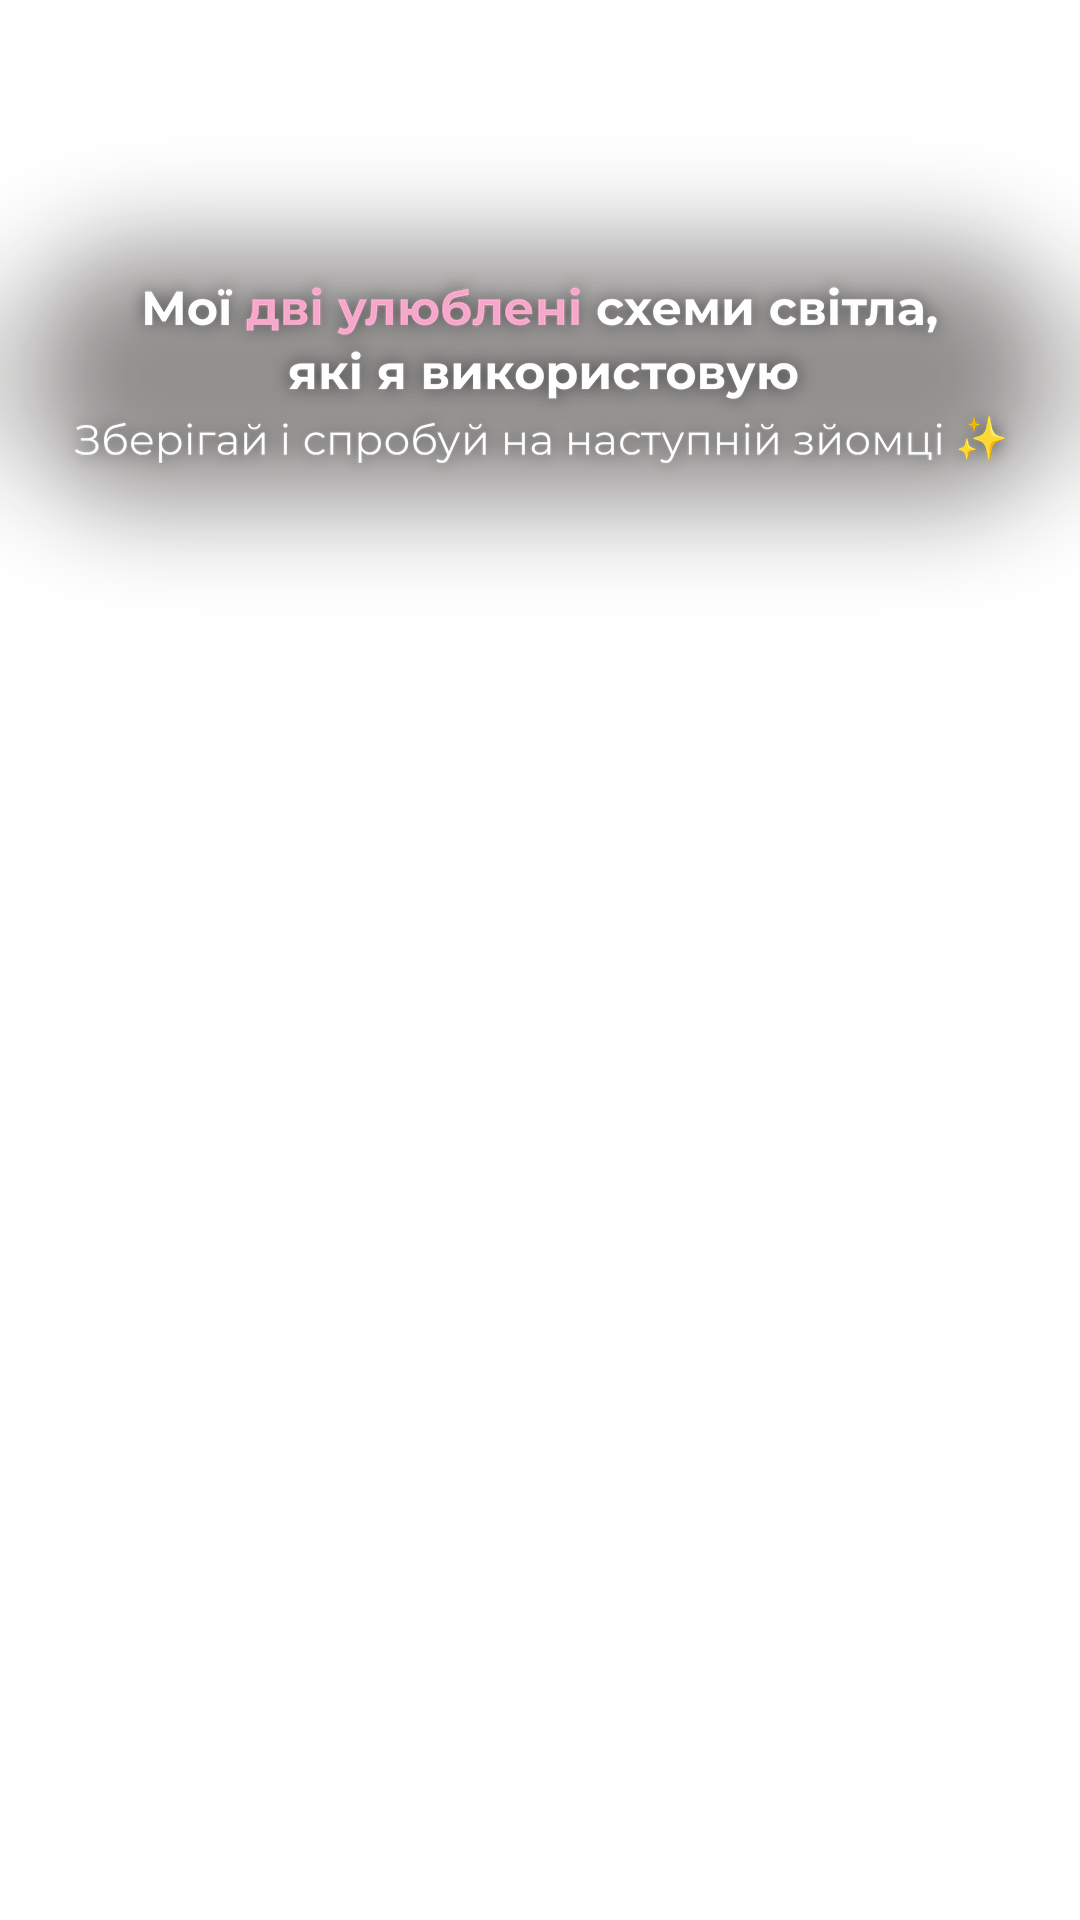 Мої дві улюблені схеми світла,
які я використовую
Зберігай і спробуй на наступній зйомці ✨